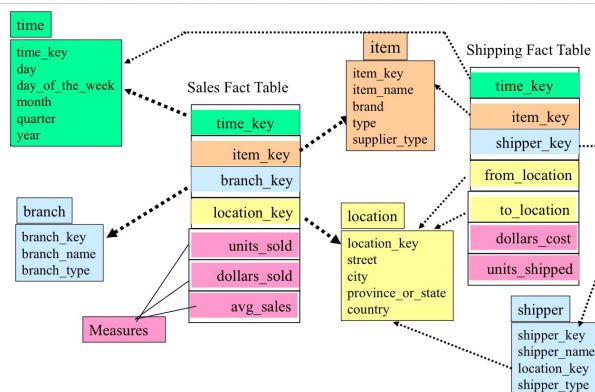 time
time_key
day
day_of_the_week
month
quarter
year
Sales Fact Table
time_key
item_key
branch_key
location_key
units_sold
dollars_sold
avg_sales
Measures
branch
branch_key
branch_name
branch_type
item
item_key
item_name
brand
type
supplier_type
location
location_key
street
city
province_or_state
country
Shipping Fact Table
time_key
item_key
shipper_key
from_location
to_location
dollars_cost
units_shipped
shipper
shipper_key
shipper_name
location_key
shipper_type